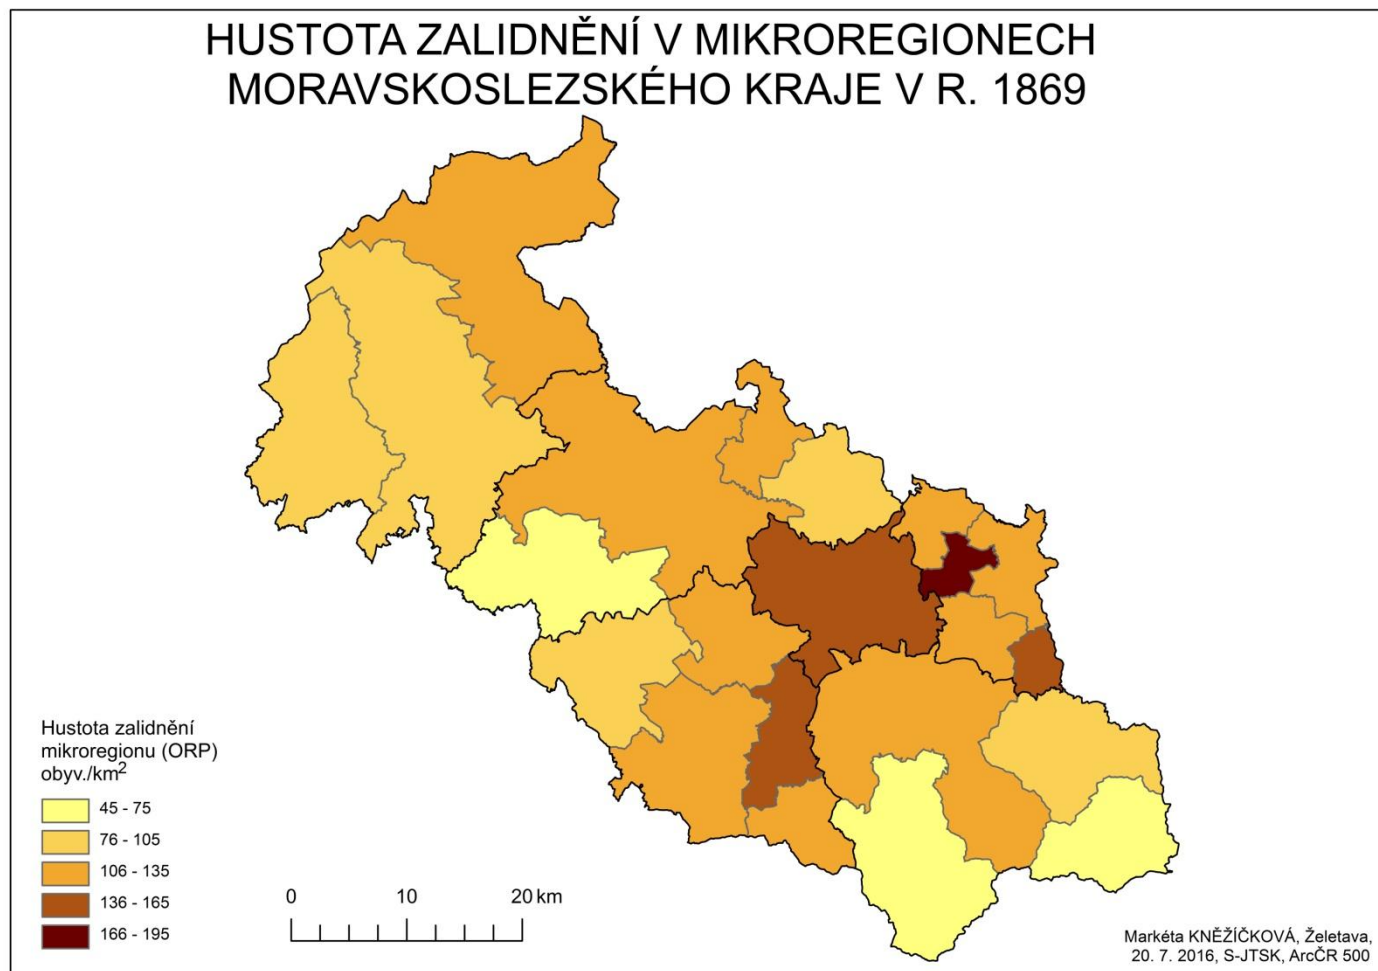 HUSTOTA ZALIDNĚNÍ V MIKROREGIONECH
MORAVSKOSLEZSKÉHO KRAJE V R. 1869
Hustota zalidnění
mikroregionu (ORP)
obyv./km²
45 - 75
76 - 105
106 - 135
136 - 165
166 - 195
0 10 20 km
Markéta KNĚŽÍČKOVÁ, Želetava,
20. 7. 2016, S-JTSK, ArcČR 500